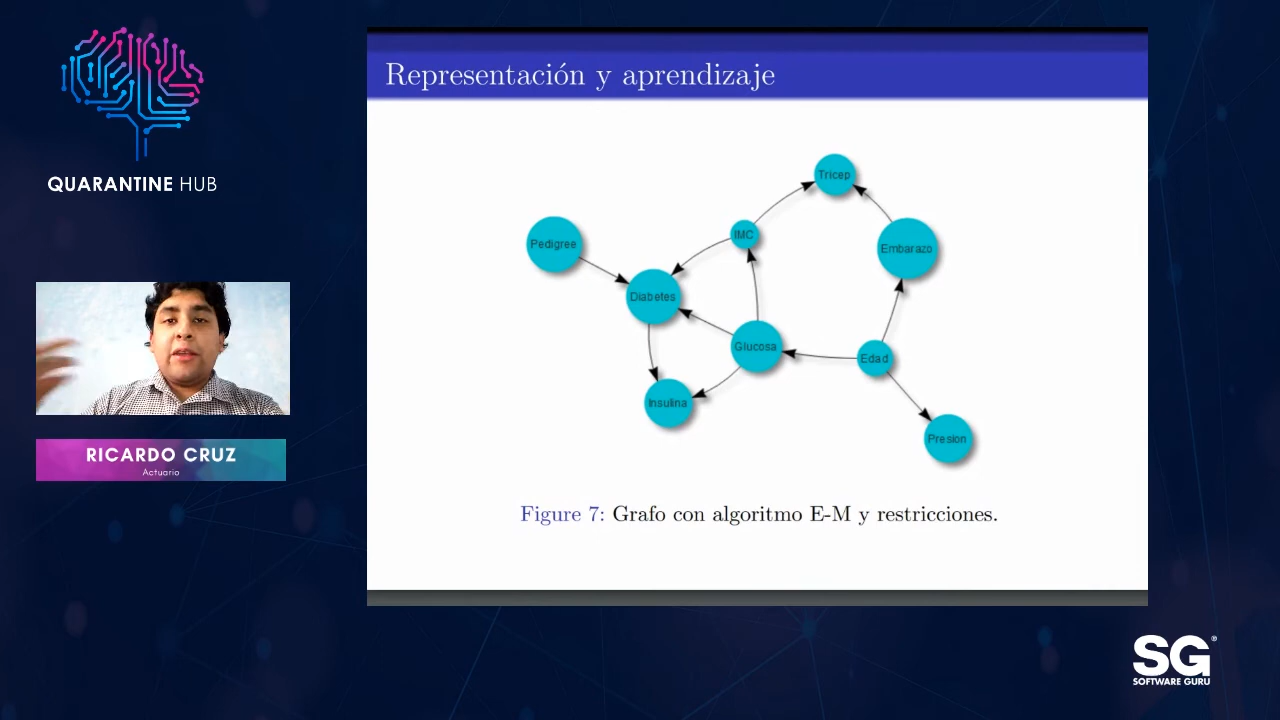 QUARANTINE HUB
RICARDO CRUZ
Actuario
Representación y aprendizaje
Tricep
IMC
Pedigree
Embarazo
Diabetes
Glucosa
Edad
Insulina
Presion
Figure 7: Grafo con algoritmo E-M y restricciones.
SG®
SOFTWARE GURU